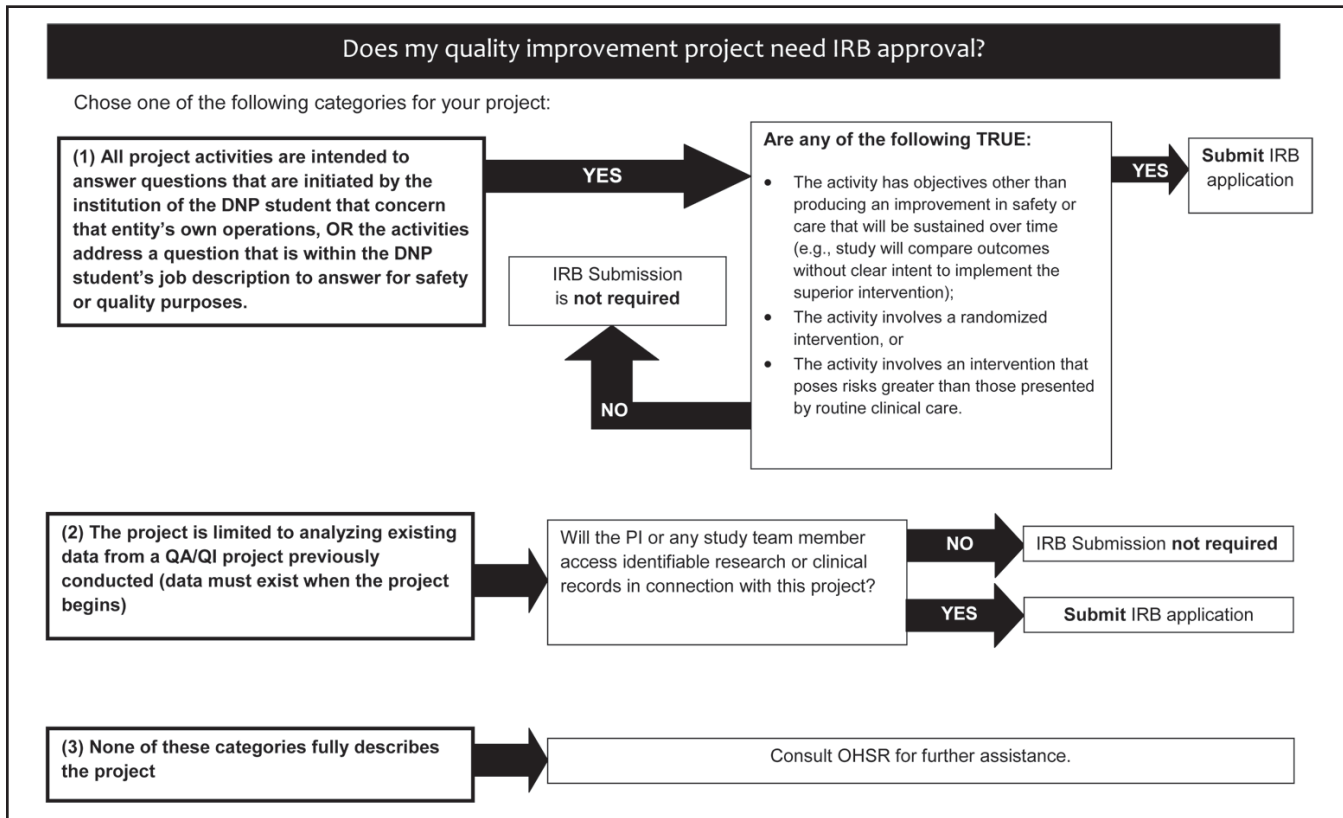 Does my quality improvement project need IRB approval?
Chose one of the following categories for your project:
(1) All project activities are intended to
answer questions that are initiated by the
institution of the DNP student that concern
that entity's own operations, OR the activities
address a question that is within the DNP
student's job description to answer for safety
or quality purposes.
YES
Are any of the following TRUE:
• The activity has objectives other than
producing an improvement in safety or
care that will be sustained over time
(e.g., study will compare outcomes
without clear intent to implement the
superior intervention);
• The activity involves a randomized
intervention, or
• The activity involves an intervention that
poses risks greater than those presented
by routine clinical care.
YES
Submit IRB
application
NO
IRB Submission
is not required
(2) The project is limited to analyzing existing
data from a QA/QI project previously
conducted (data must exist when the project
begins)
Will the PI or any study team member
access identifiable research or clinical
records in connection with this project?
NO
IRB Submission not required
YES
Submit IRB application
(3) None of these categories fully describes
the project
Consult OHSR for further assistance.